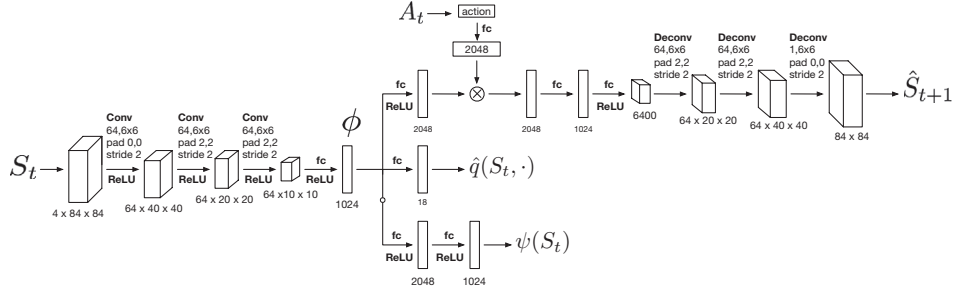 A_t
action
fc
2048
Deconv
64,6x6
pad 2,2
stride 2
Deconv
64,6x6
pad 2,2
stride 2
Deconv
1,6x6
pad 0,0
stride 2
fc
ReLU
2048
⊗
2048
fc
1024
fc
ReLU
6400
64 x 20 x 20
64 x 40 x 40
84 x 84
Ŝ_{t+1}
S_t
4 x 84 x 84
Conv
64,6x6
pad 0,0
stride 2
ReLU
64 x 40 x 40
Conv
64,6x6
pad 2,2
stride 2
ReLU
64 x 20 x 20
Conv
64,6x6
pad 2,2
stride 2
ReLU
64 x10 x 10
fc
ReLU
ϕ
1024
fc
18
q̂(S_t, ·)
fc
ReLU
2048
fc
ReLU
1024
ψ(S_t)